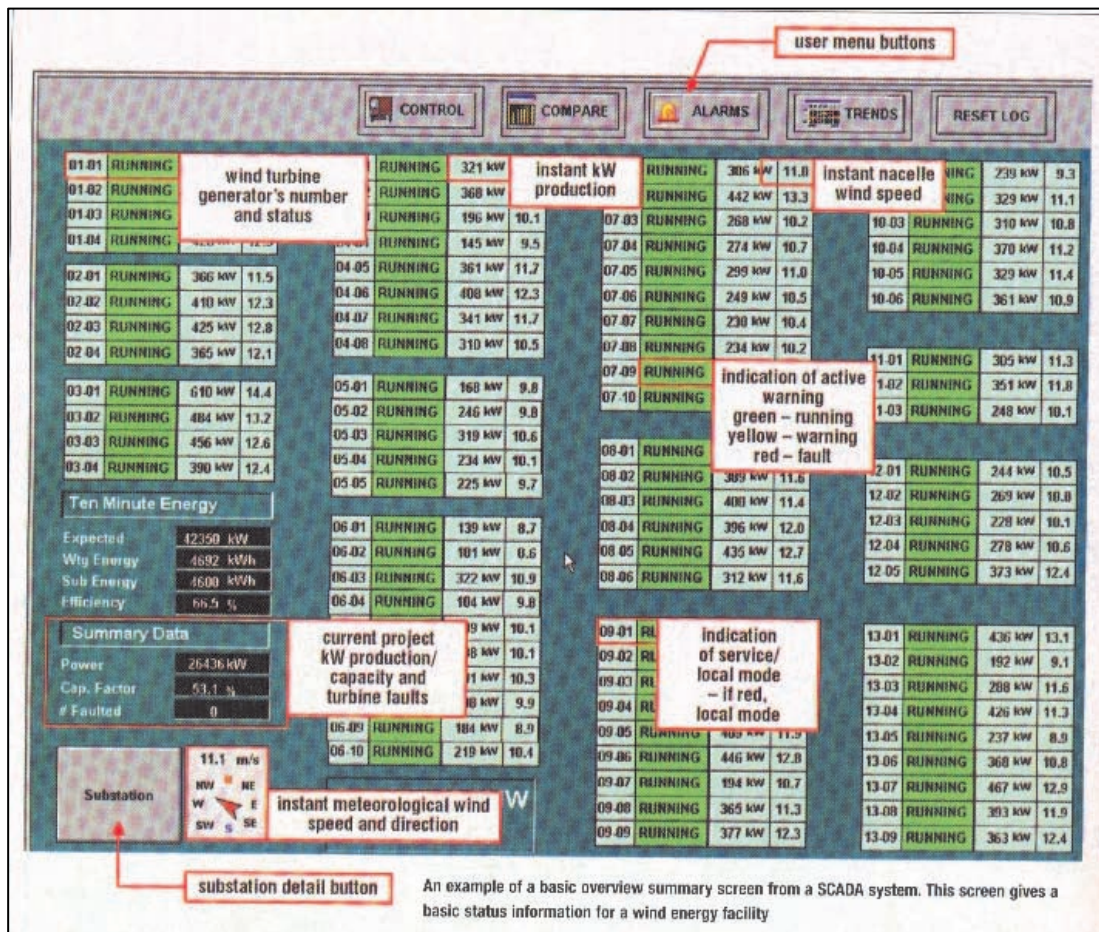 user menu buttons
CONTROL
COMPARE
ALARMS
TRENDS
RESET LOG
01-01 RUNNING
01-02 RUNNING
01-03 RUNNING
01-04 RUNNING
wind turbine
generator's number
and status
02-01 RUNNING 366 kW 11.5
02-02 RUNNING 410 kW 12.3
02-03 RUNNING 425 kW 12.8
02-04 RUNNING 365 kW 12.1
03-01 RUNNING 610 kW 14.4
03-02 RUNNING 484 kW 13.2
03-03 RUNNING 456 kW 12.6
03-04 RUNNING 390 kW 12.4
Ten Minute Energy
Expected 42350 kW
Wtg Energy 4692 kWh
Sub Energy 4600 kWh
Efficiency 66.5 %
Summary Data
Power 26436 kW
Cap. Factor 53.1 %
# Faulted 0
current project
kW production/
capacity and
turbine faults
Substation
11.1 m/s
NW NE
W E
SW S SE
instant meteorological wind
speed and direction
W
substation detail button
RUNNING 321 kW
368 kW
196 kW 10.1
145 kW 9.5
04-05 RUNNING 361 kW 11.7
04-06 RUNNING 408 kW 12.3
04-07 RUNNING 341 kW 11.7
04-08 RUNNING 310 kW 10.5
instant kW
production
05-01 RUNNING 168 kW 9.8
05-02 RUNNING 246 kW 9.8
05-03 RUNNING 319 kW 10.6
05-04 RUNNING 234 kW 10.1
05-05 RUNNING 225 kW 9.7
06-01 RUNNING 139 kW 8.7
06-02 RUNNING 181 kW 8.6
06-03 RUNNING 322 kW 10.9
06-04 RUNNING 184 kW 9.8
10.1
10.1
10.3
9.9
06-09 RUNNING 184 kW 8.9
06-10 RUNNING 219 kW 10.4
RUNNING 306 kW 11.0
RUNNING 442 kW 13.3
07-03 RUNNING 268 kW 10.2
07-04 RUNNING 274 kW 10.7
07-05 RUNNING 299 kW 11.0
07-06 RUNNING 249 kW 10.5
07-07 RUNNING 230 kW 10.4
07-08 RUNNING 234 kW 10.2
07-09 RUNNING
07-10 RUNNING
instant nacelle
wind speed
indication of active
warning
green – running
yellow – warning
red – fault
08-01 RUNNING
08-02 RUNNING 11.6
08-03 RUNNING 400 kW 11.4
08-04 RUNNING 396 kW 12.0
08-05 RUNNING 435 kW 12.7
08-06 RUNNING 312 kW 11.6
09-01
09-02
09-03
09-04
09-05 RUNNING
09-06 RUNNING 446 kW 12.8
09-07 RUNNING 194 kW 10.7
09-08 RUNNING 365 kW 11.3
09-09 RUNNING 377 kW 12.3
indication
of service/
local mode
– if red,
local mode
239 kW 9.3
RUNNING 329 kW 11.1
10-03 RUNNING 310 kW 10.8
10-04 RUNNING 370 kW 11.2
10-05 RUNNING 329 kW 11.4
10-06 RUNNING 361 kW 10.9
11-01 RUNNING 305 kW 11.3
RUNNING 351 kW 11.8
RUNNING 248 kW 10.1
RUNNING 244 kW 10.5
12-02 RUNNING 269 kW 10.8
12-03 RUNNING 228 kW 10.1
12-04 RUNNING 278 kW 10.6
12-05 RUNNING 373 kW 12.4
13-01 RUNNING 436 kW 13.1
13-02 RUNNING 192 kW 9.1
13-03 RUNNING 288 kW 11.6
13-04 RUNNING 426 kW 11.3
13-05 RUNNING 237 kW 8.9
13-06 RUNNING 368 kW 10.8
13-07 RUNNING 467 kW 12.9
13-08 RUNNING 393 kW 11.9
13-09 RUNNING 363 kW 12.4
An example of a basic overview summary screen from a SCADA system. This screen gives a
basic status information for a wind energy facility